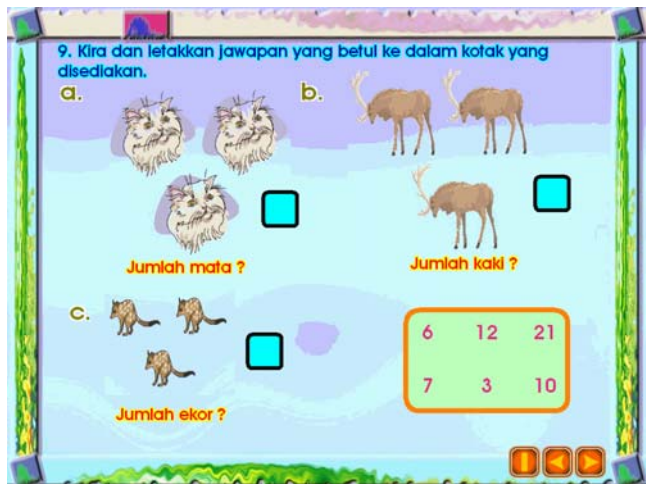 9. Kira dan letakkan jawapan yang betul ke dalam kotak yang
disediakan.
a.
b.
Jumlah mata ?
Jumlah kaki ?
c.
Jumlah ekor ?
6 12 21
7 3 10